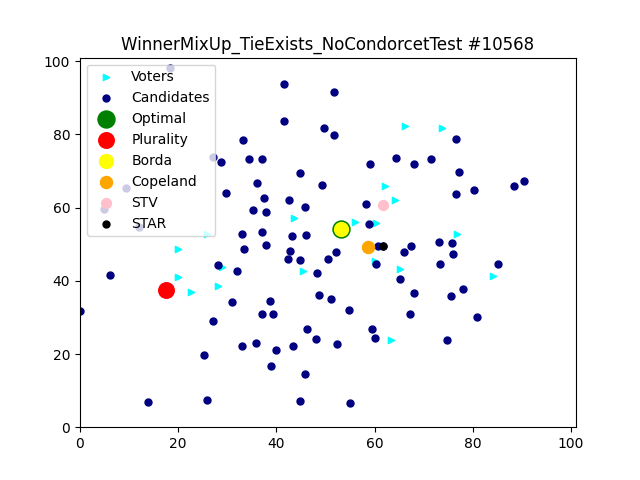 WinnerMixUp_TieExists_NoCondorcetTest #10568
100
80
60
40
20
0
0 20 40 60 80 100
Voters
Candidates
Optimal
Plurality
Borda
Copeland
STV
STAR